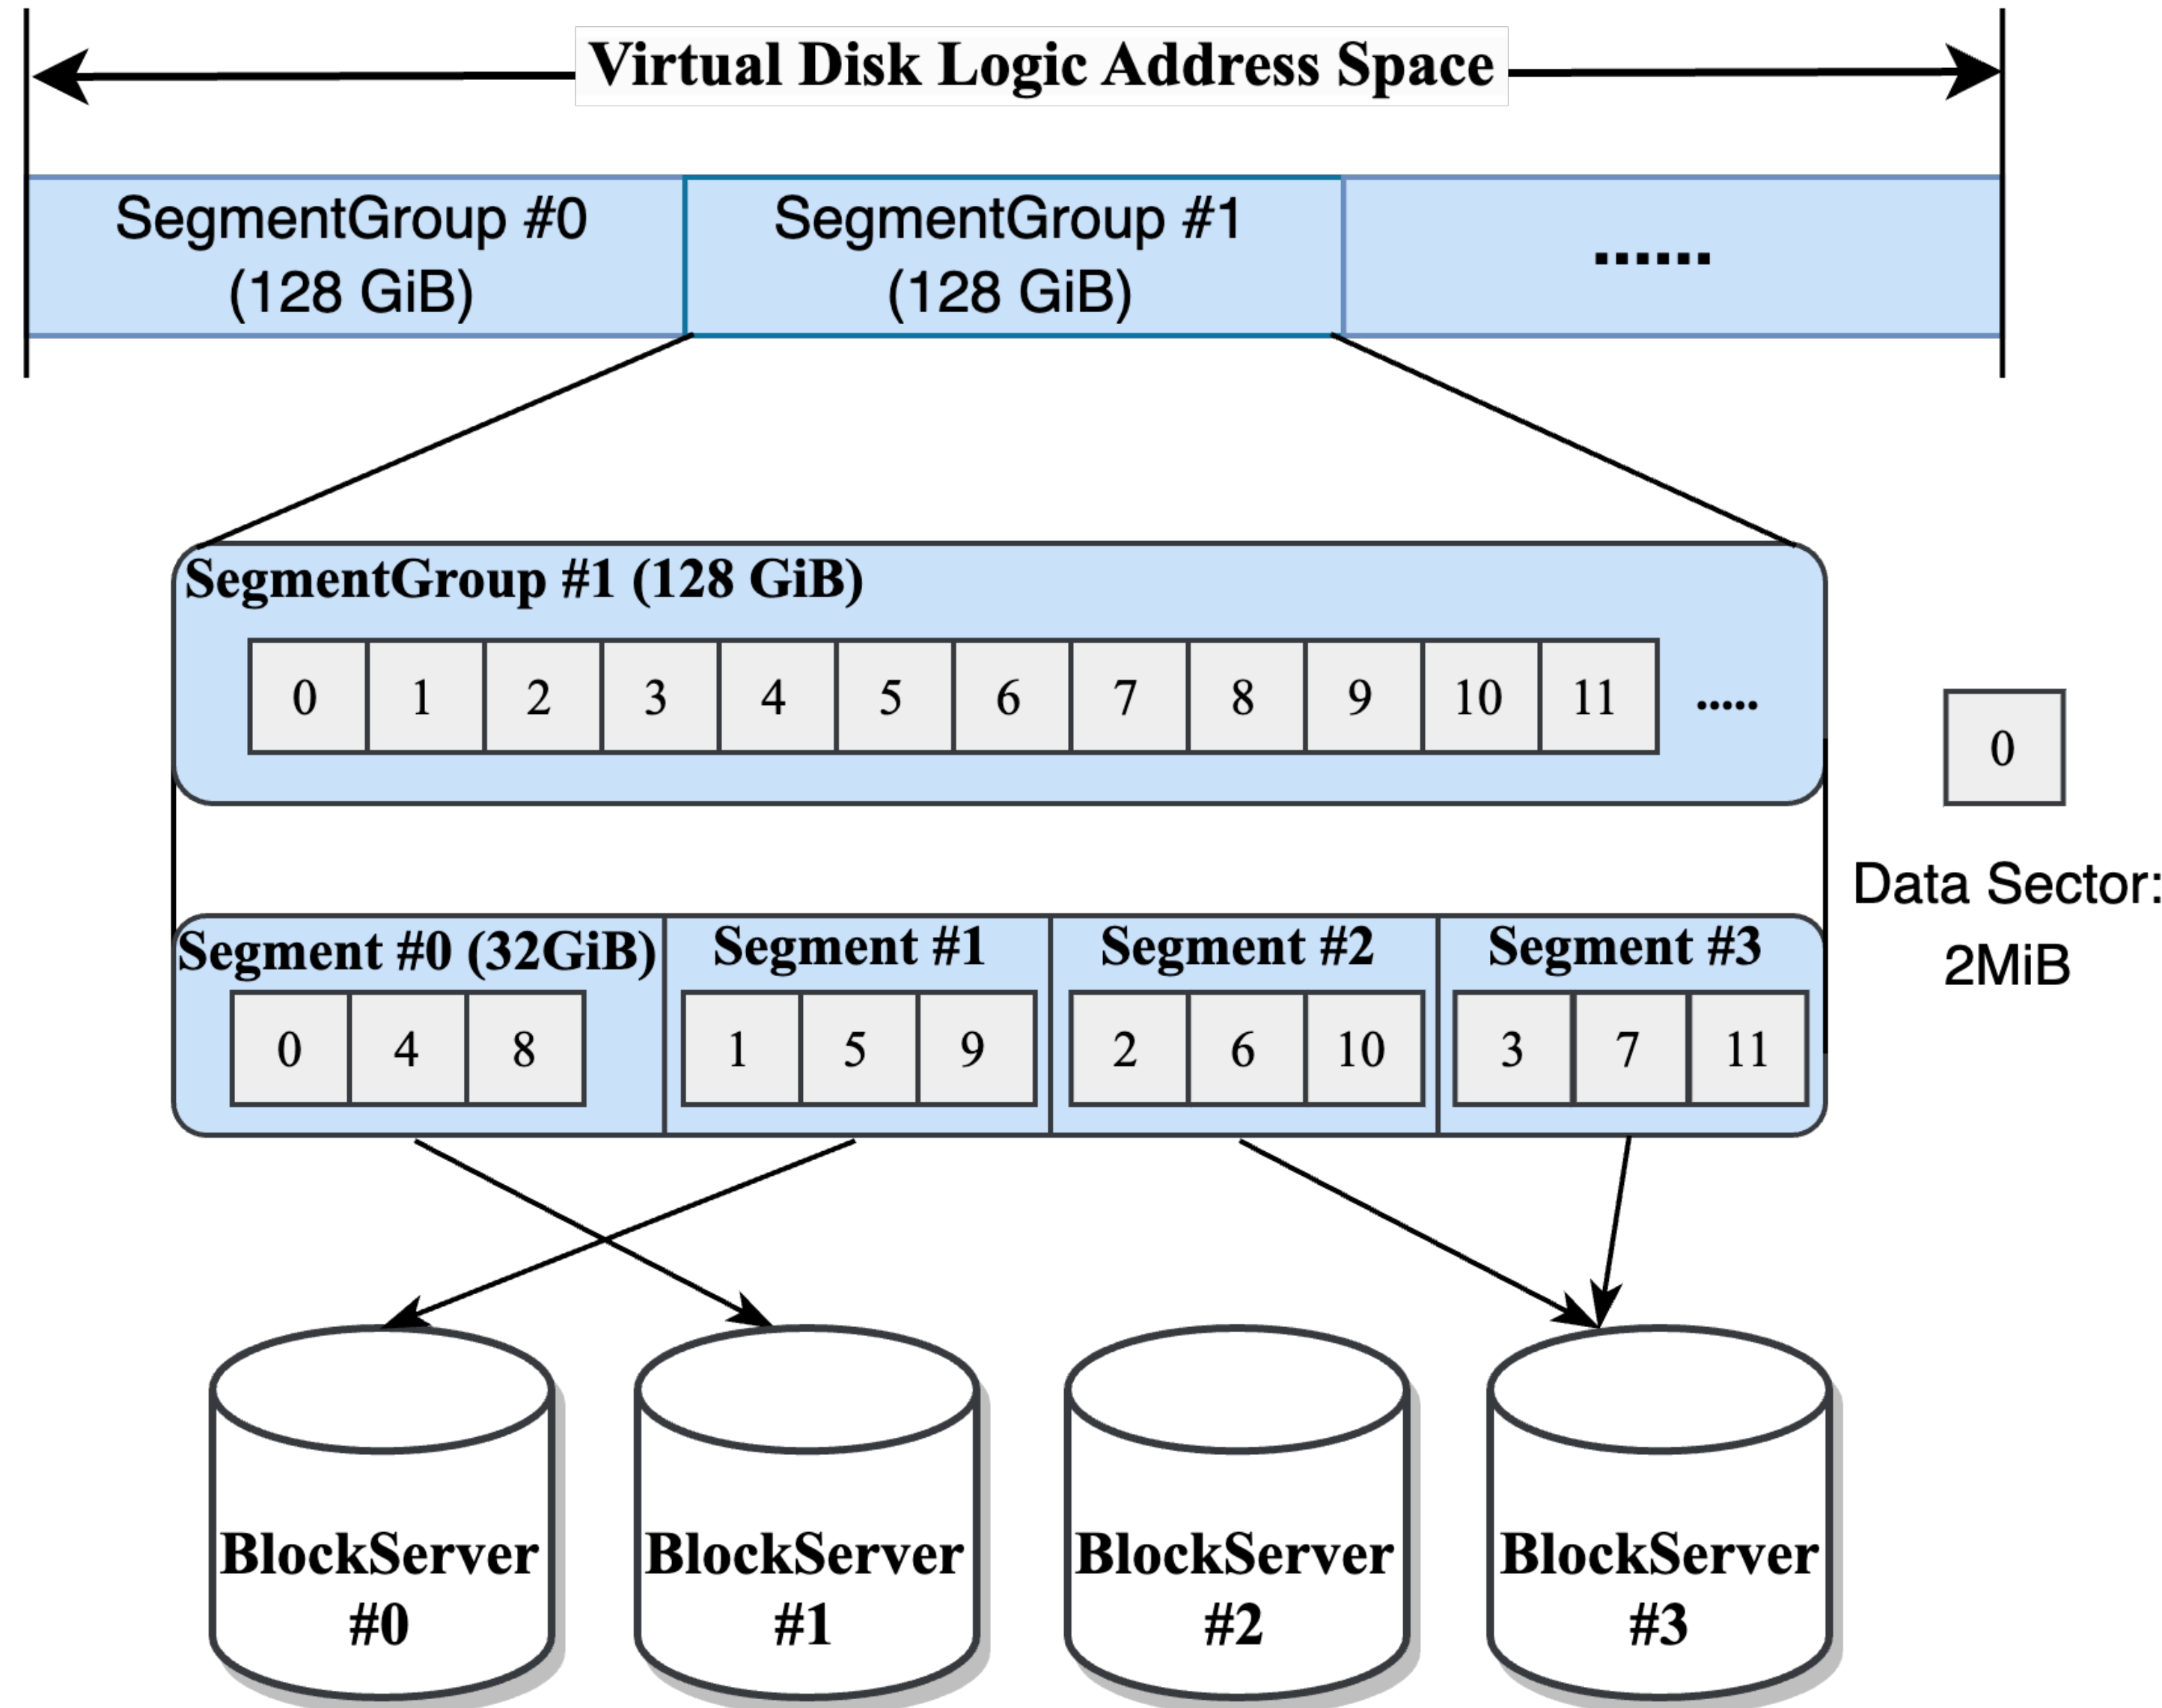 Virtual Disk Logic Address Space
SegmentGroup #0
(128 GiB)
SegmentGroup #1
(128 GiB)
......
SegmentGroup #1 (128 GiB)
0 1 2 3 4 5 6 7 8 9 10 11 .....
0
Data Sector:
2MiB
Segment #0 (32GiB)
0 4 8
Segment #1
1 5 9
Segment #2
2 6 10
Segment #3
3 7 11
BlockServer
#0
BlockServer
#1
BlockServer
#2
BlockServer
#3